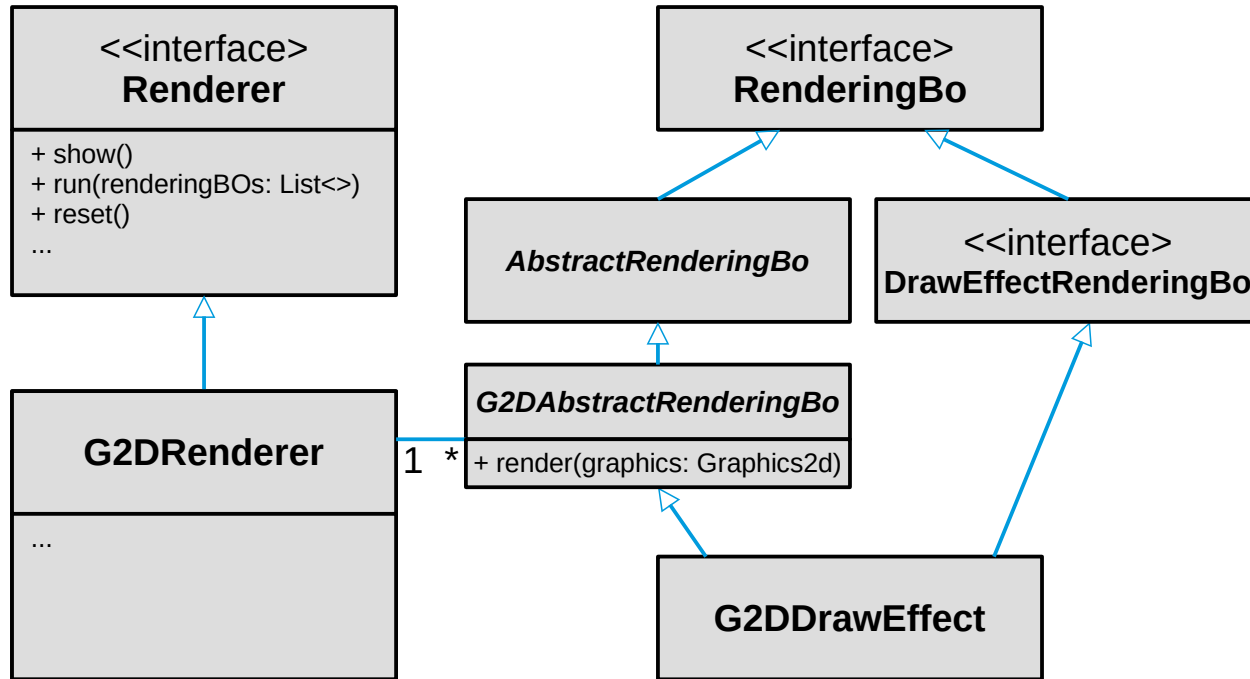 <<interface>
Renderer
+ show()
+ run(renderingBOs: List<>)
+ reset()
...
<<interface>
RenderingBo
AbstractRenderingBo
<<interface>
DrawEffectRenderingBo
G2DRenderer
...
1 *
G2DAbstractRenderingBo
+ render(graphics: Graphics2d)
G2DDrawEffect